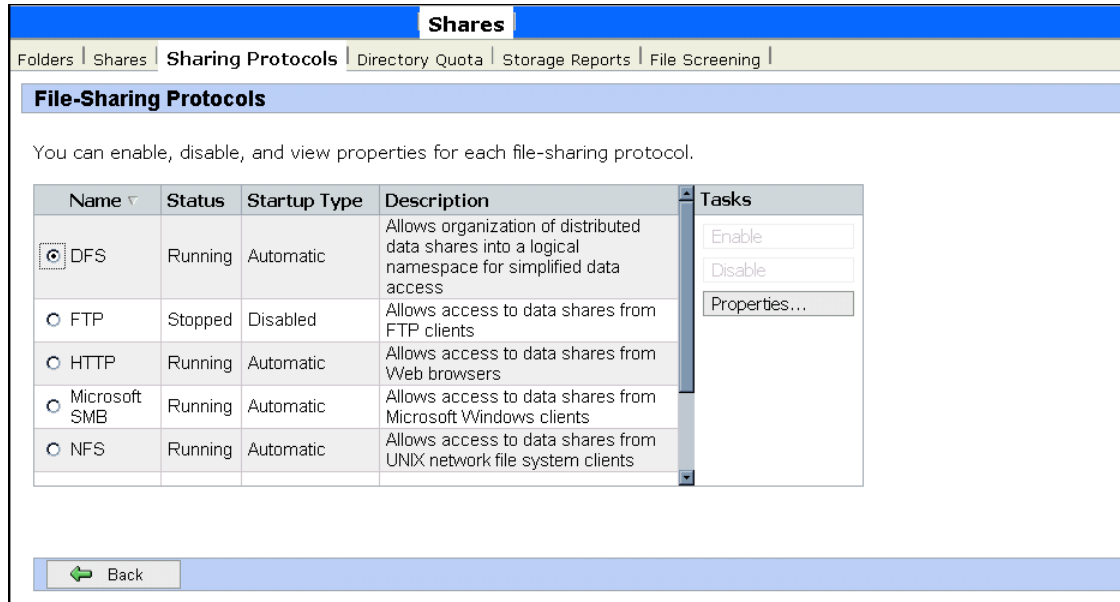 Shares
Folders | Shares | Sharing Protocols | Directory Quota | Storage Reports | File Screening |
File-Sharing Protocols
You can enable, disable, and view properties for each file-sharing protocol.
Name Status Startup Type Description Tasks
DFS Running Automatic Allows organization of distributed
data shares into a logical
namespace for simplified data
access
Enable
Disable
Properties...
FTP Stopped Disabled Allows access to data shares from
FTP clients
HTTP Running Automatic Allows access to data shares from
Web browsers
Microsoft
SMB Running Automatic Allows access to data shares from
Microsoft Windows clients
NFS Running Automatic Allows access to data shares from
UNIX network file system clients
Back